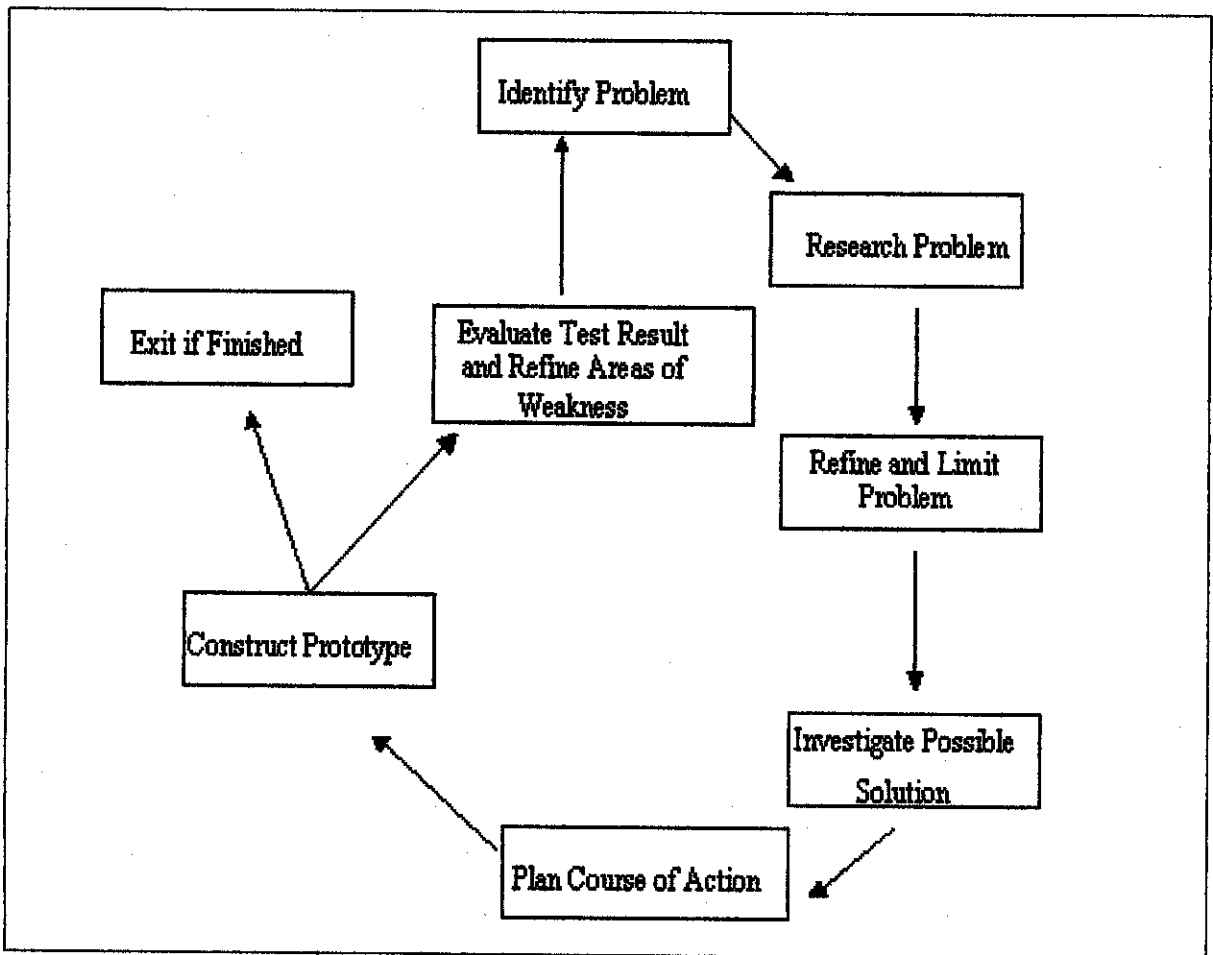 Identify Problem
Research Problem
Exit if Finished
Evaluate Test Result
and Refine Areas of
Weakness
Refine and Limit
Problem
Construct Prototype
Investigate Possible
Solution
Plan Course of Action